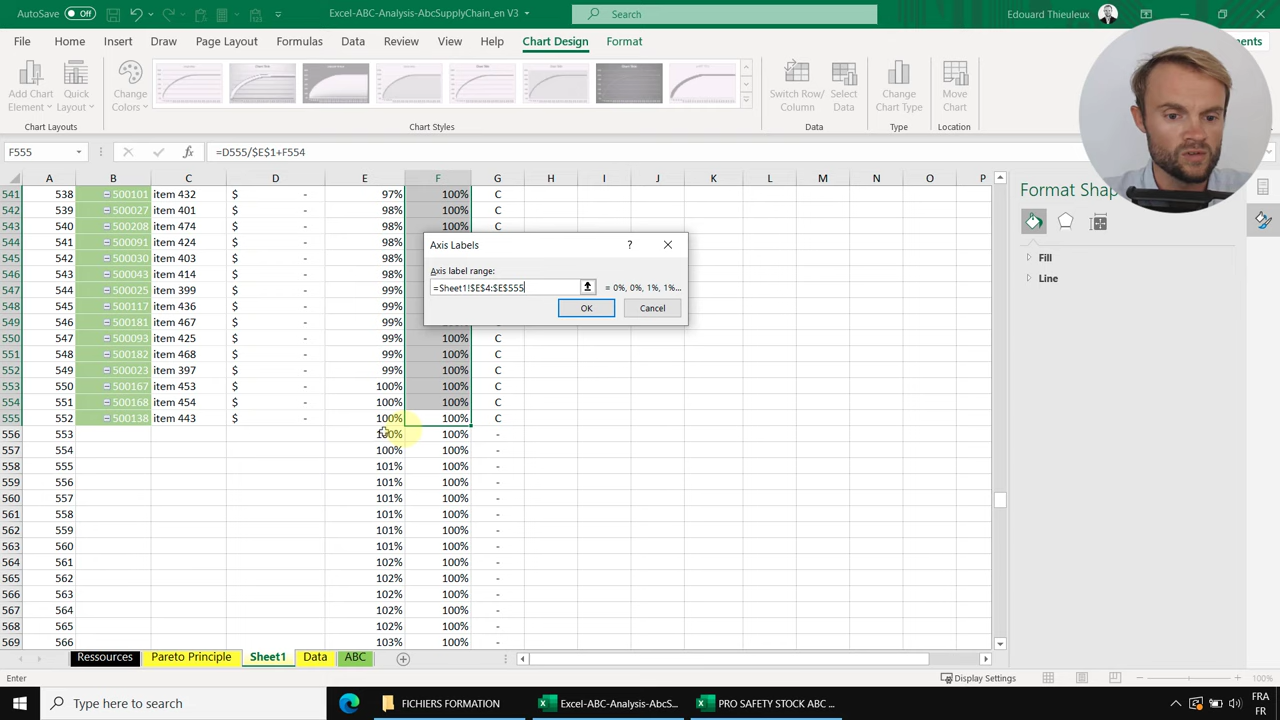 AutoSave Off Excel-ABC-Analysis-AbcSupplyChain_en V3 Search Edouard Thieuleux
File Home Insert Draw Page Layout Formulas Data Review View Help Chart Design Format
Add Chart Element Quick Layout Change Colors Switch Row/Column Select Data Change Chart Type Move Chart
Chart Layouts Chart Styles Data Type Location
F555 fx =D555/$E$1+F554
A B C D E F G H I J K L M N O P
541 538 500101 item 432 $ - 97% 100% C
542 539 500027 item 401 $ - 98% 100% C
543 540 500208 item 474 $ - 98% 100% C
544 541 500091 item 424 $ - 98%
545 542 500030 item 403 $ - 98%
546 543 500043 item 414 $ - 98%
547 544 500025 item 399 $ - 99%
548 545 500117 item 436 $ - 99%
549 546 500181 item 467 $ - 99%
550 547 500093 item 425 $ - 99% 100% C
551 548 500182 item 468 $ - 99% 100% C
552 549 500023 item 397 $ - 99% 100% C
553 550 500167 item 453 $ - 100% 100% C
554 551 500168 item 454 $ - 100% 100% C
555 552 500138 item 443 $ - 100% 100% C
556 553 100% 100% -
557 554 100% 100% -
558 555 101% 100% -
559 556 101% 100% -
560 557 101% 100% -
561 558 101% 100% -
562 559 101% 100% -
563 560 101% 100% -
564 561 102% 100% -
565 562 102% 100% -
566 563 102% 100% -
567 564 102% 100% -
568 565 102% 100% -
569 566 103% 100% -
Axis Labels ?
Axis label range:
=Sheet1!$E$4:$E$555 = 0%, 0%, 1%, 1%...
OK Cancel
Format Shap
Fill
Line
Ressources Pareto Principle Sheet1 Data ABC
Enter Display Settings 100%
Type here to search FICHIERS FORMATION Excel-ABC-Analysis-AbcS... PRO SAFETY STOCK ABC ... FRA
FR